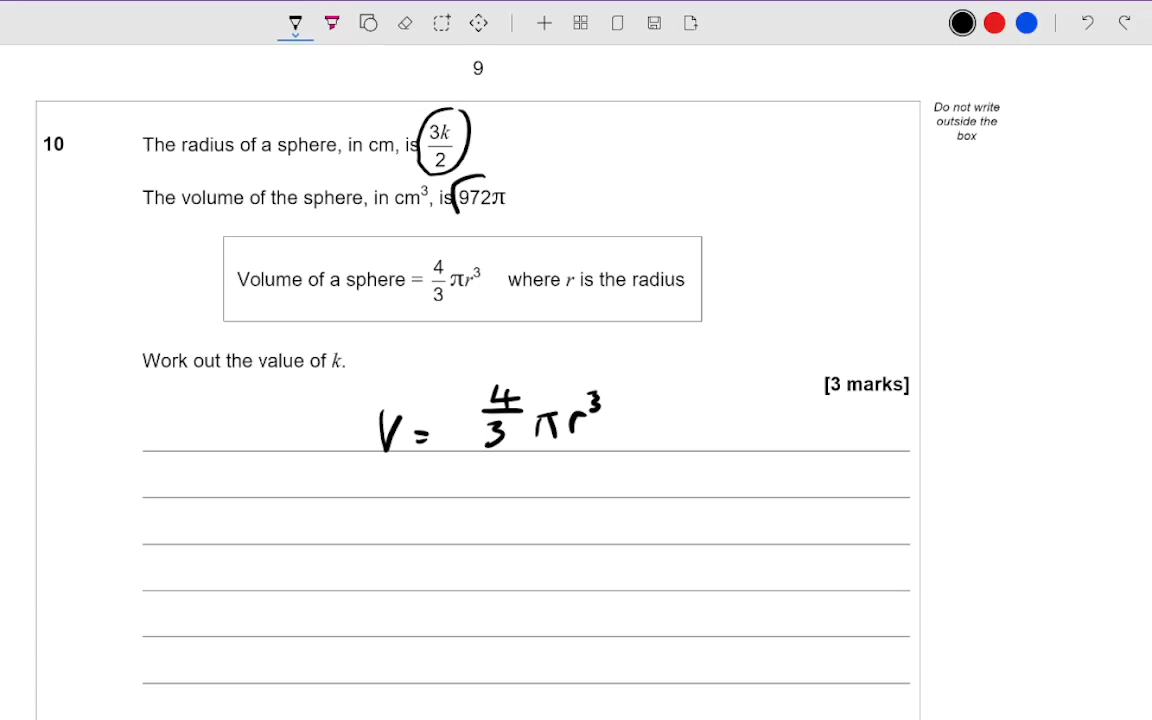 9
Do not write
outside the
box
10 The radius of a sphere, in cm, is 3k/2
The volume of the sphere, in cm³, is 972π
Volume of a sphere = 4/3 πr³ where r is the radius
Work out the value of k.
[3 marks]
V = 4/3 πr³